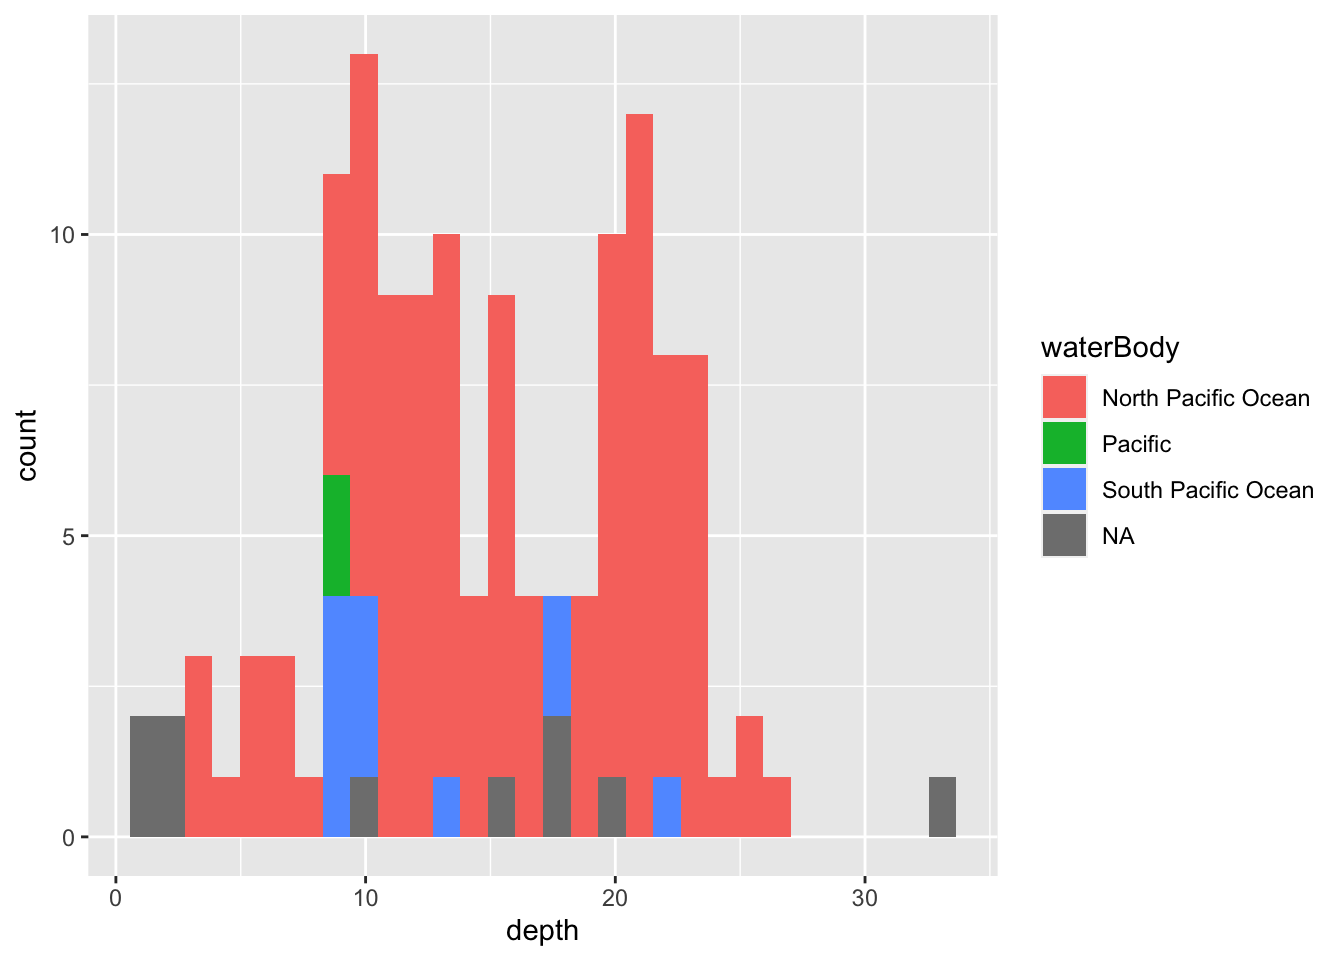 10
5
0
count
0 10 20 30
depth
waterBody
North Pacific Ocean
Pacific
South Pacific Ocean
NA